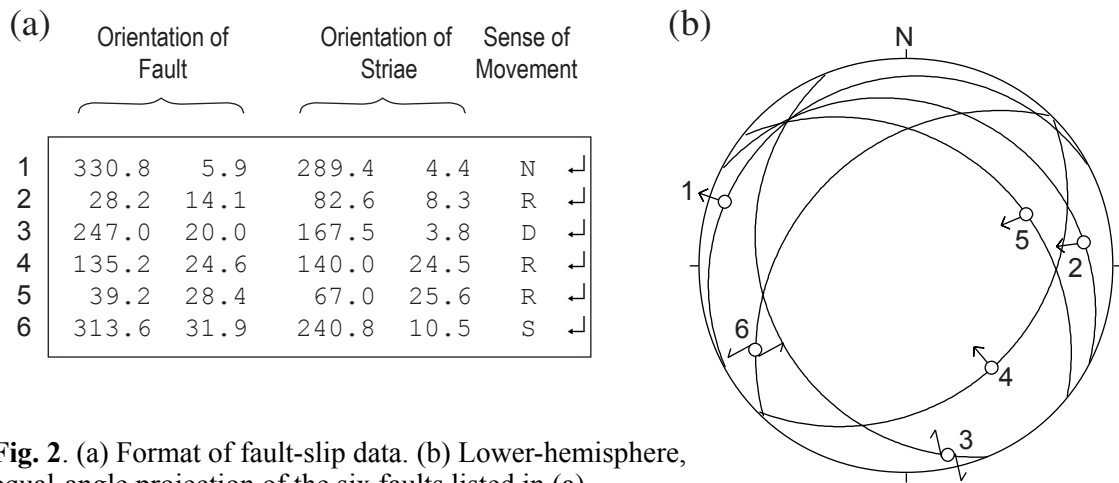 (a)
Orientation of Fault
Orientation of Striae
Sense of Movement
1 330.8 5.9 289.4 4.4 N ↲
2 28.2 14.1 82.6 8.3 R ↲
3 247.0 20.0 167.5 3.8 D ↲
4 135.2 24.6 140.0 24.5 R ↲
5 39.2 28.4 67.0 25.6 R ↲
6 313.6 31.9 240.8 10.5 S ↲
(b)
N
1
5
2
6
4
3
Fig. 2. (a) Format of fault-slip data. (b) Lower-hemisphere,
equal-angle projection of the six faults listed in (a)